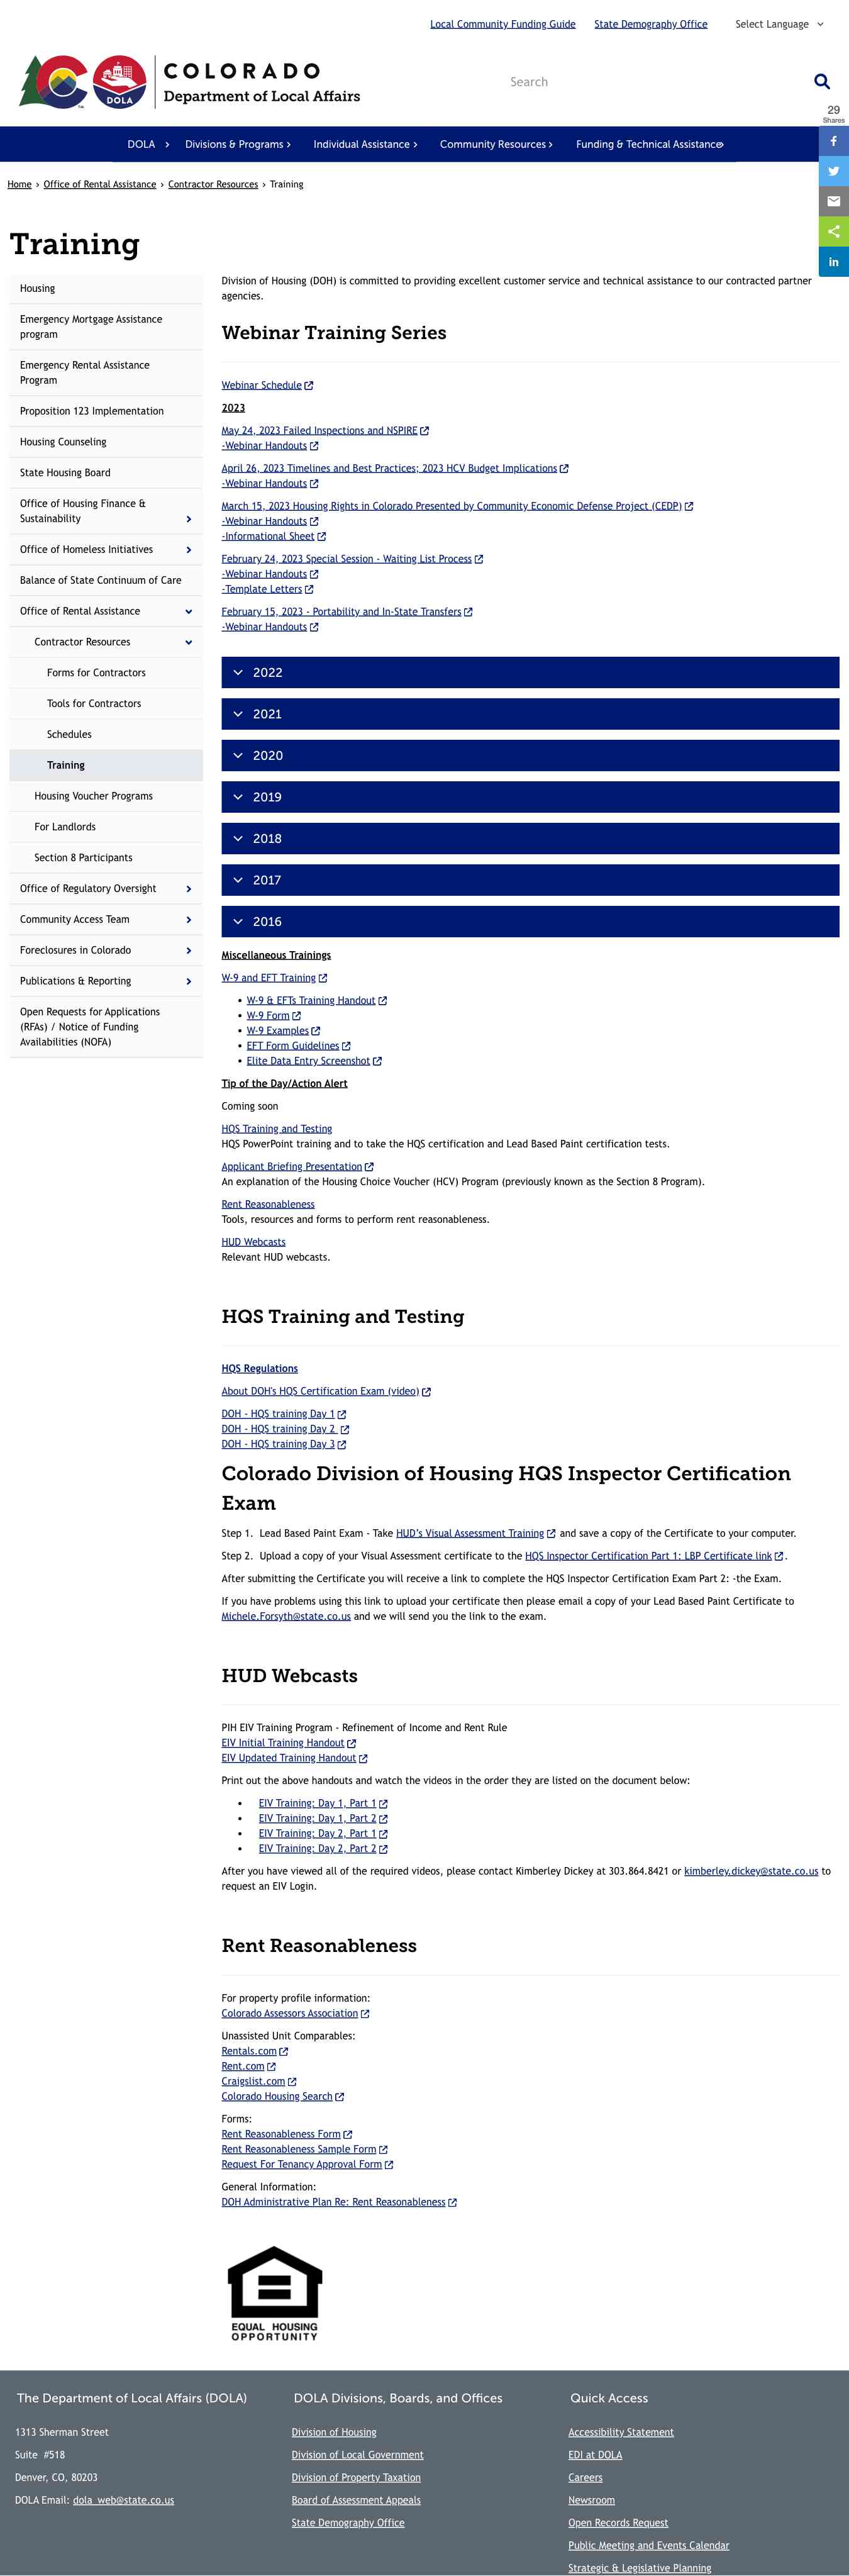 Local Community Funding Guide
State Demography Office
Select Language
COLORADO
Department of Local Affairs
DOLA
Search
29
Shares
DOLA
Divisions & Programs
Individual Assistance
Community Resources
Funding & Technical Assistance
Home › Office of Rental Assistance › Contractor Resources › Training
Training
Housing
Emergency Mortgage Assistance
program
Emergency Rental Assistance
Program
Proposition 123 Implementation
Housing Counseling
State Housing Board
Office of Housing Finance &
Sustainability
Office of Homeless Initiatives
Balance of State Continuum of Care
Office of Rental Assistance
Contractor Resources
Forms for Contractors
Tools for Contractors
Schedules
Training
Housing Voucher Programs
For Landlords
Section 8 Participants
Office of Regulatory Oversight
Community Access Team
Foreclosures in Colorado
Publications & Reporting
Open Requests for Applications
(RFAs) / Notice of Funding
Availabilities (NOFA)
Division of Housing (DOH) is committed to providing excellent customer service and technical assistance to our contracted partner
agencies.
Webinar Training Series
Webinar Schedule
2023
May 24, 2023 Failed Inspections and NSPIRE
-Webinar Handouts
April 26, 2023 Timelines and Best Practices; 2023 HCV Budget Implications
-Webinar Handouts
March 15, 2023 Housing Rights in Colorado Presented by Community Economic Defense Project (CEDP)
-Webinar Handouts
-Informational Sheet
February 24, 2023 Special Session - Waiting List Process
-Webinar Handouts
-Template Letters
February 15, 2023 - Portability and In-State Transfers
-Webinar Handouts
2022
2021
2020
2019
2018
2017
2016
Miscellaneous Trainings
W-9 and EFT Training
• W-9 & EFTs Training Handout
• W-9 Form
• W-9 Examples
• EFT Form Guidelines
• Elite Data Entry Screenshot
Tip of the Day/Action Alert
Coming soon
HQS Training and Testing
HQS PowerPoint training and to take the HQS certification and Lead Based Paint certification tests.
Applicant Briefing Presentation
An explanation of the Housing Choice Voucher (HCV) Program (previously known as the Section 8 Program).
Rent Reasonableness
Tools, resources and forms to perform rent reasonableness.
HUD Webcasts
Relevant HUD webcasts.
HQS Training and Testing
HQS Regulations
About DOH's HQS Certification Exam (video)
DOH - HQS training Day 1
DOH - HQS training Day 2
DOH - HQS training Day 3
Colorado Division of Housing HQS Inspector Certification
Exam
Step 1. Lead Based Paint Exam - Take HUD's Visual Assessment Training and save a copy of the Certificate to your computer.
Step 2. Upload a copy of your Visual Assessment certificate to the HQS Inspector Certification Part 1: LBP Certificate link.
After submitting the Certificate you will receive a link to complete the HQS Inspector Certification Exam Part 2: -the Exam.
If you have problems using this link to upload your certificate then please email a copy of your Lead Based Paint Certificate to
Michele.Forsyth@state.co.us and we will send you the link to the exam.
HUD Webcasts
PIH EIV Training Program - Refinement of Income and Rent Rule
EIV Initial Training Handout
EIV Updated Training Handout
Print out the above handouts and watch the videos in the order they are listed on the document below:
• EIV Training: Day 1, Part 1
• EIV Training: Day 1, Part 2
• EIV Training: Day 2, Part 1
• EIV Training: Day 2, Part 2
After you have viewed all of the required videos, please contact Kimberley Dickey at 303.864.8421 or kimberley.dickey@state.co.us to
request an EIV Login.
Rent Reasonableness
For property profile information:
Colorado Assessors Association
Unassisted Unit Comparables:
Rentals.com
Rent.com
Craigslist.com
Colorado Housing Search
Forms:
Rent Reasonableness Form
Rent Reasonableness Sample Form
Request For Tenancy Approval Form
General Information:
DOH Administrative Plan Re: Rent Reasonableness
EQUAL HOUSING
OPPORTUNITY
The Department of Local Affairs (DOLA)
1313 Sherman Street
Suite #518
Denver, CO, 80203
DOLA Email: dola_web@state.co.us
DOLA Divisions, Boards, and Offices
Division of Housing
Division of Local Government
Division of Property Taxation
Board of Assessment Appeals
State Demography Office
Quick Access
Accessibility Statement
EDI at DOLA
Careers
Newsroom
Open Records Request
Public Meeting and Events Calendar
Strategic & Legislative Planning